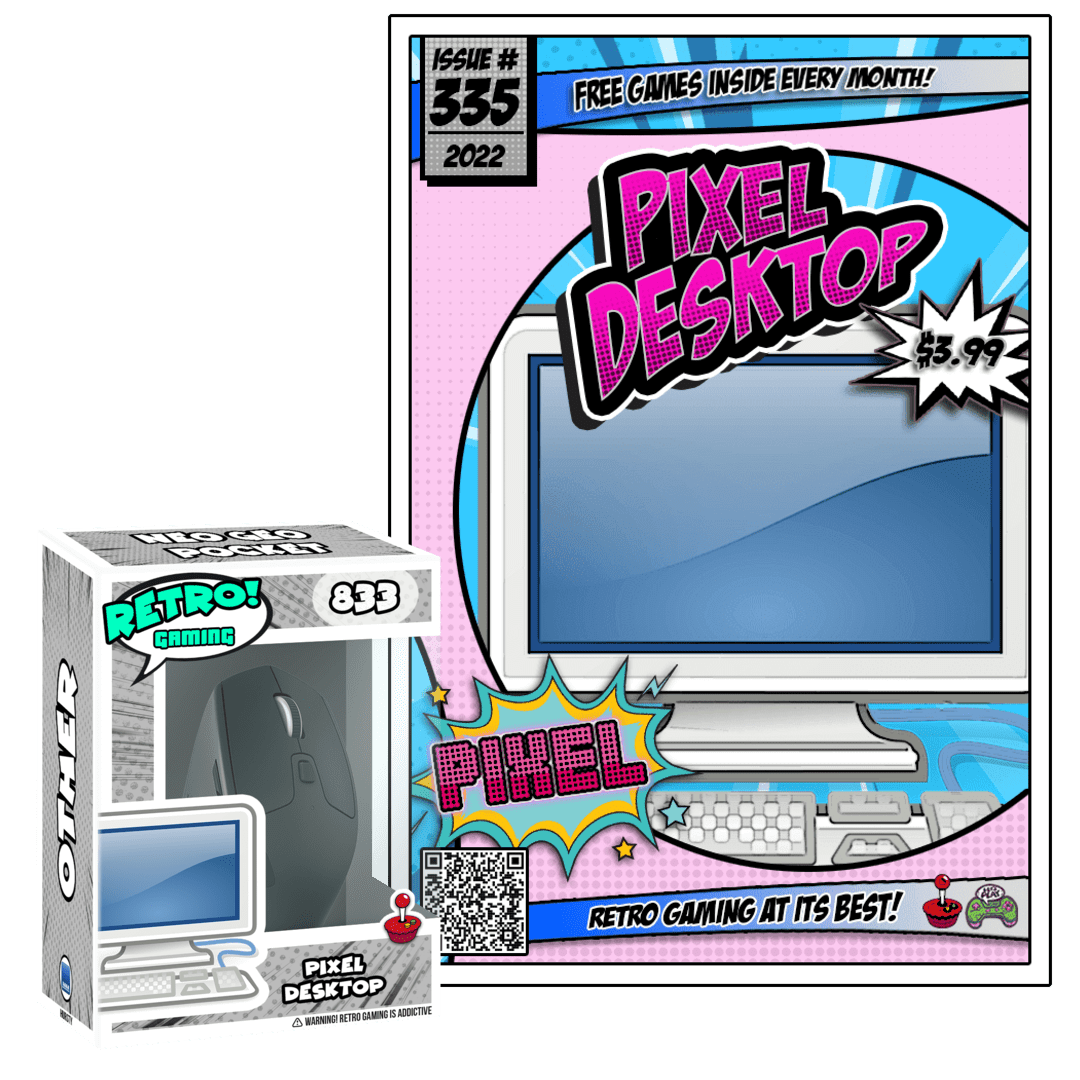 ISSUE #
335
2022
FREE GAMES INSIDE EVERY MONTH!
PIXEL
DESKTOP
$3.99
PIXEL
RETRO GAMING AT ITS BEST!
NEO GEO
POCKET
RETRO!
GAMING
833
OTHER
PIXEL
DESKTOP
⚠ WARNING! RETRO GAMING IS ADDICTIVE